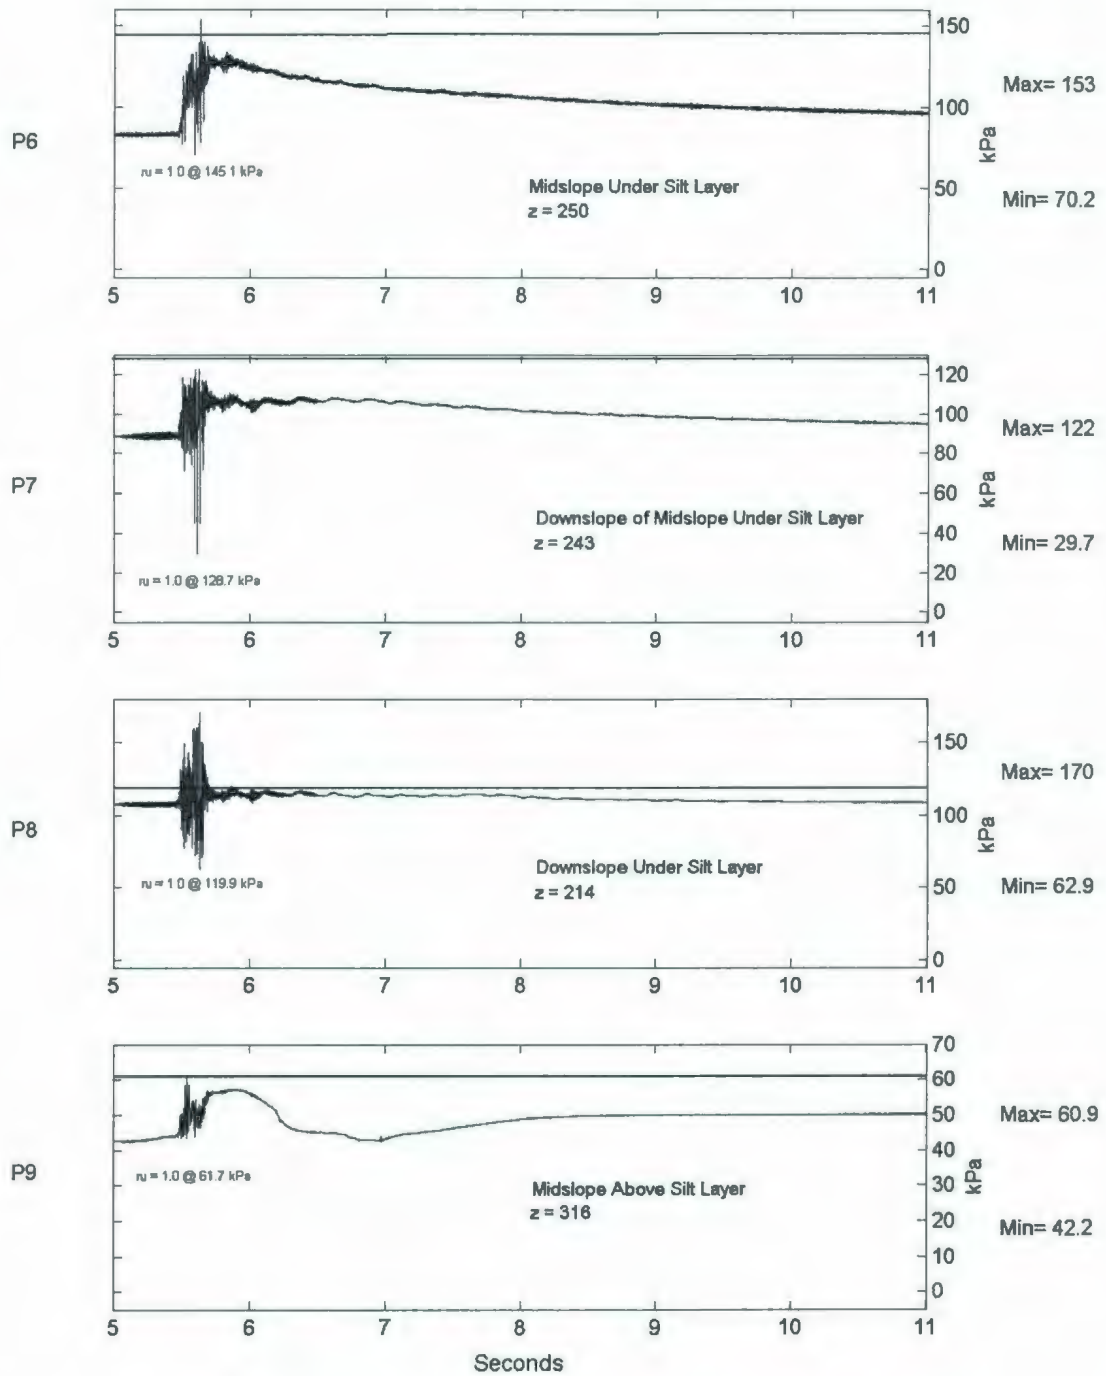 150
Max= 153
P6
100
kPa
ru = 1.0 @ 145.1 kPa
Midslope Under Silt Layer
z = 250
50
Min= 70.2
0
5 6 7 8 9 10 11
120
100
Max= 122
80
P7
kPa
60
Downslope of Midslope Under Silt Layer
z = 243
40
Min= 29.7
ru = 1.0 @ 128.7 kPa
20
0
5 6 7 8 9 10 11
150
Max= 170
P8
100
kPa
ru = 1.0 @ 119.9 kPa
Downslope Under Silt Layer
z = 214
50
Min= 62.9
0
5 6 7 8 9 10 11
70
60
Max= 60.9
50
40
P9
kPa
ru = 1.0 @ 61.7 kPa
30
Midslope Above Silt Layer
z = 316
20
Min= 42.2
10
0
5 6 7 8 9 10 11
Seconds